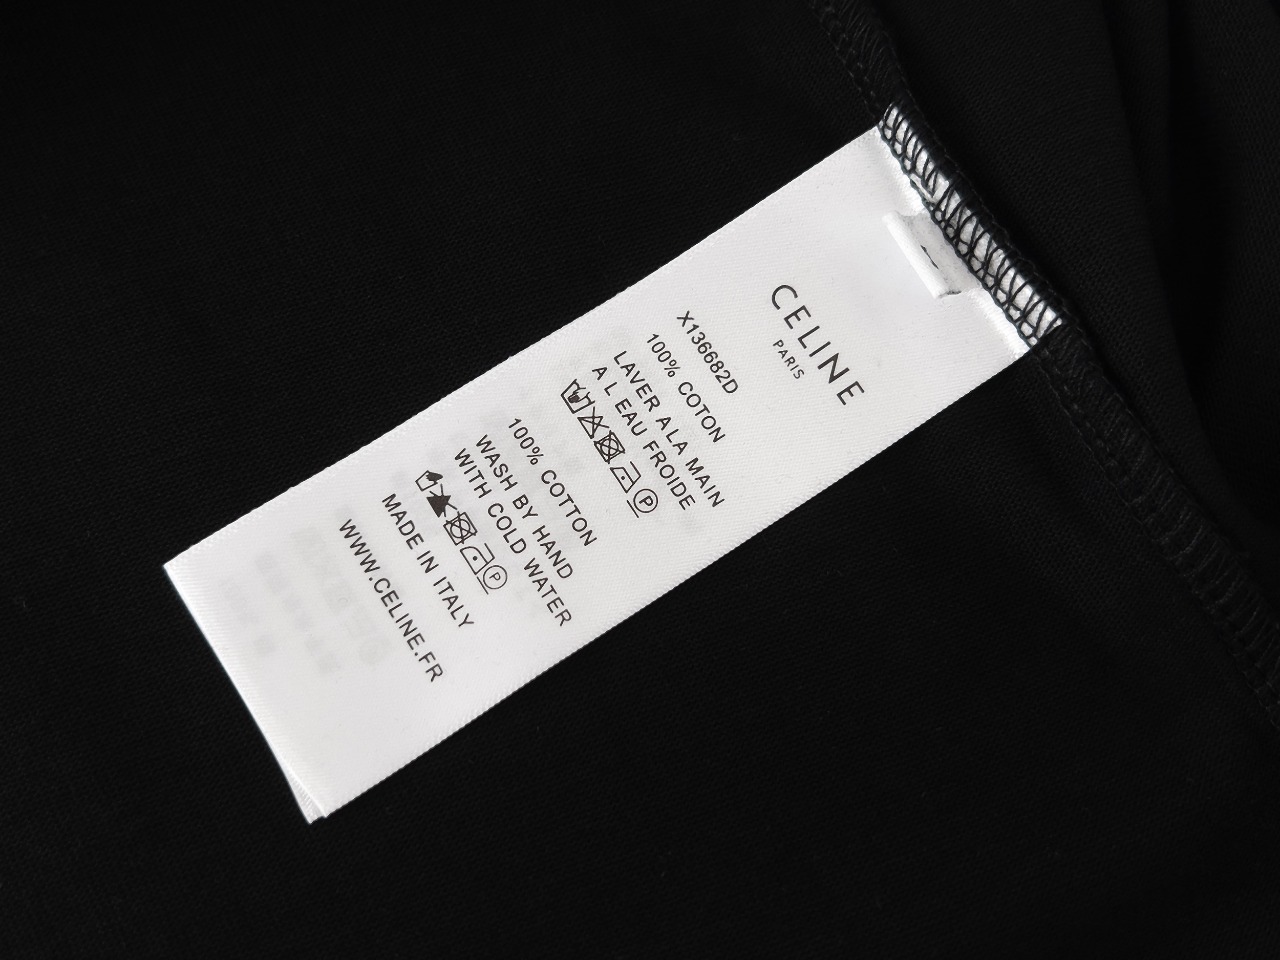 CELINE
PARIS
X136682D
100% COTON
LAVER A LA MAIN
A L EAU FROIDE
P
100% COTTON
WASH BY HAND
WITH COLD WATER
P
MADE IN ITALY
WWW.CELINE.FR